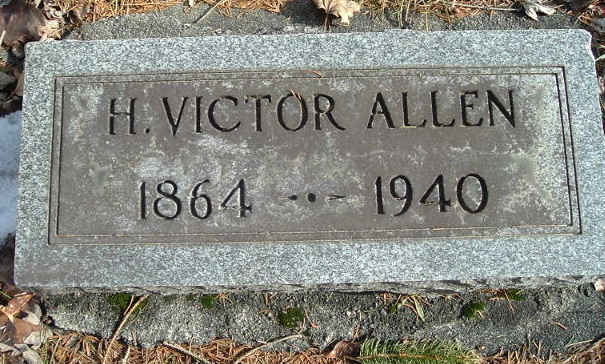 H. VICTOR ALLEN
1864 - • - 1940